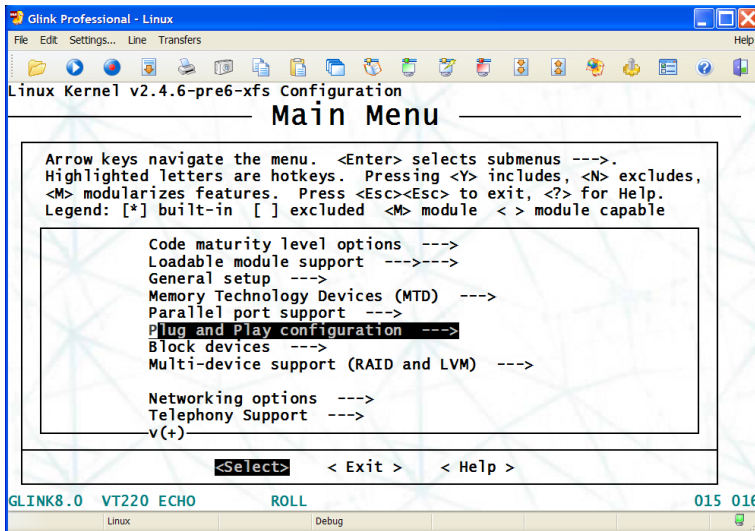 Glink Professional - Linux
File Edit Settings... Line Transfers Help
Linux Kernel v2.4.6-pre6-xfs Configuration
Main Menu
Arrow keys navigate the menu. <Enter> selects submenus --->.
Highlighted letters are hotkeys. Pressing <Y> includes, <N> excludes,
<M> modularizes features. Press <Esc><Esc> to exit, <?> for Help.
Legend: [*] built-in [ ] excluded <M> module < > module capable
Code maturity level options --->
Loadable module support --->--->
General setup --->
Memory Technology Devices (MTD) --->
Parallel port support --->
Plug and Play configuration --->
Block devices --->
Multi-device support (RAID and LVM) --->
Networking options --->
Telephony Support --->
v(+)
<Select> < Exit > < Help >
GLINK8.0 VT220 ECHO ROLL 015 016
Linux Debug